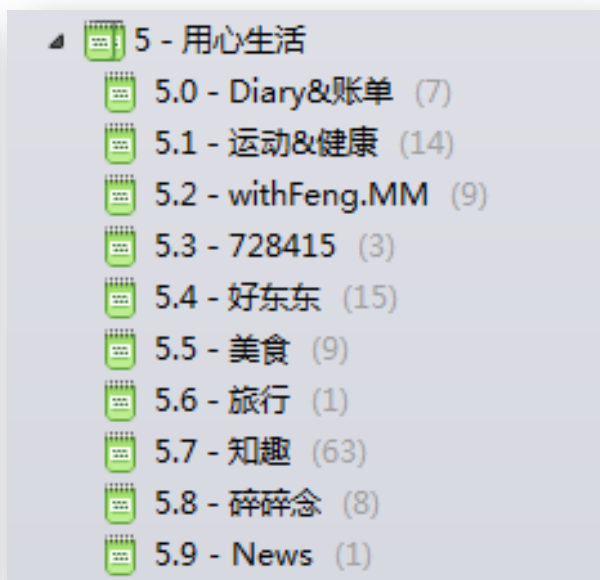 5 - 用心生活
5.0 - Diary&账单 (7)
5.1 - 运动&健康 (14)
5.2 - withFeng.MM (9)
5.3 - 728415 (3)
5.4 - 好东东 (15)
5.5 - 美食 (9)
5.6 - 旅行 (1)
5.7 - 知趣 (63)
5.8 - 碎碎念 (8)
5.9 - News (1)